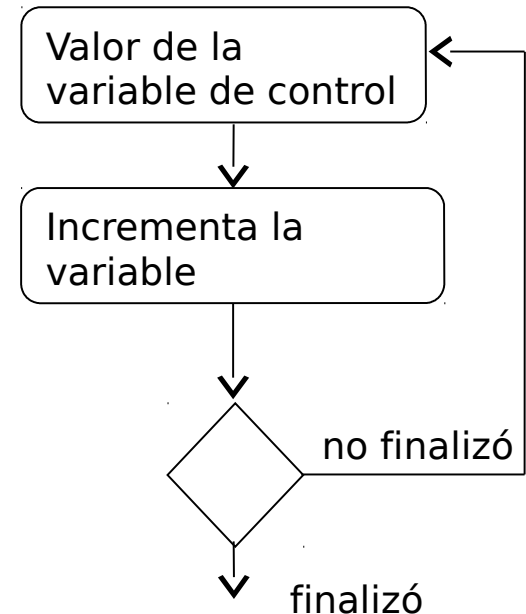 Valor de la
variable de control
Incrementa la
variable
no finalizó
finalizó